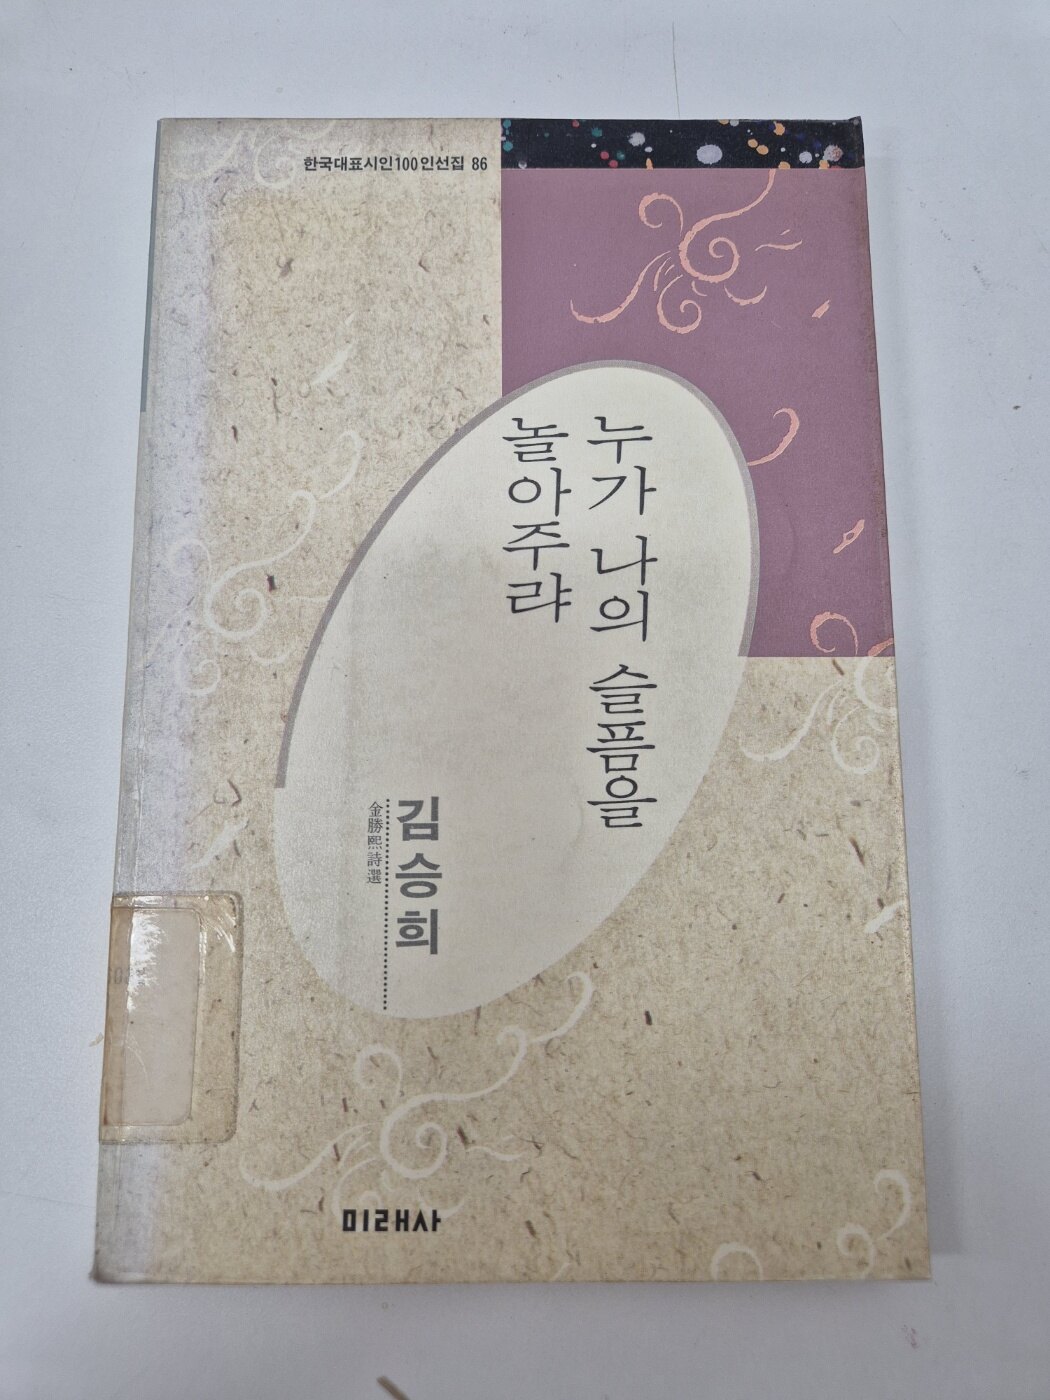 한국대표시인100인선집 86
누가 나의 슬픔을
놀아주랴
김승희
金勝熙詩選
미래사